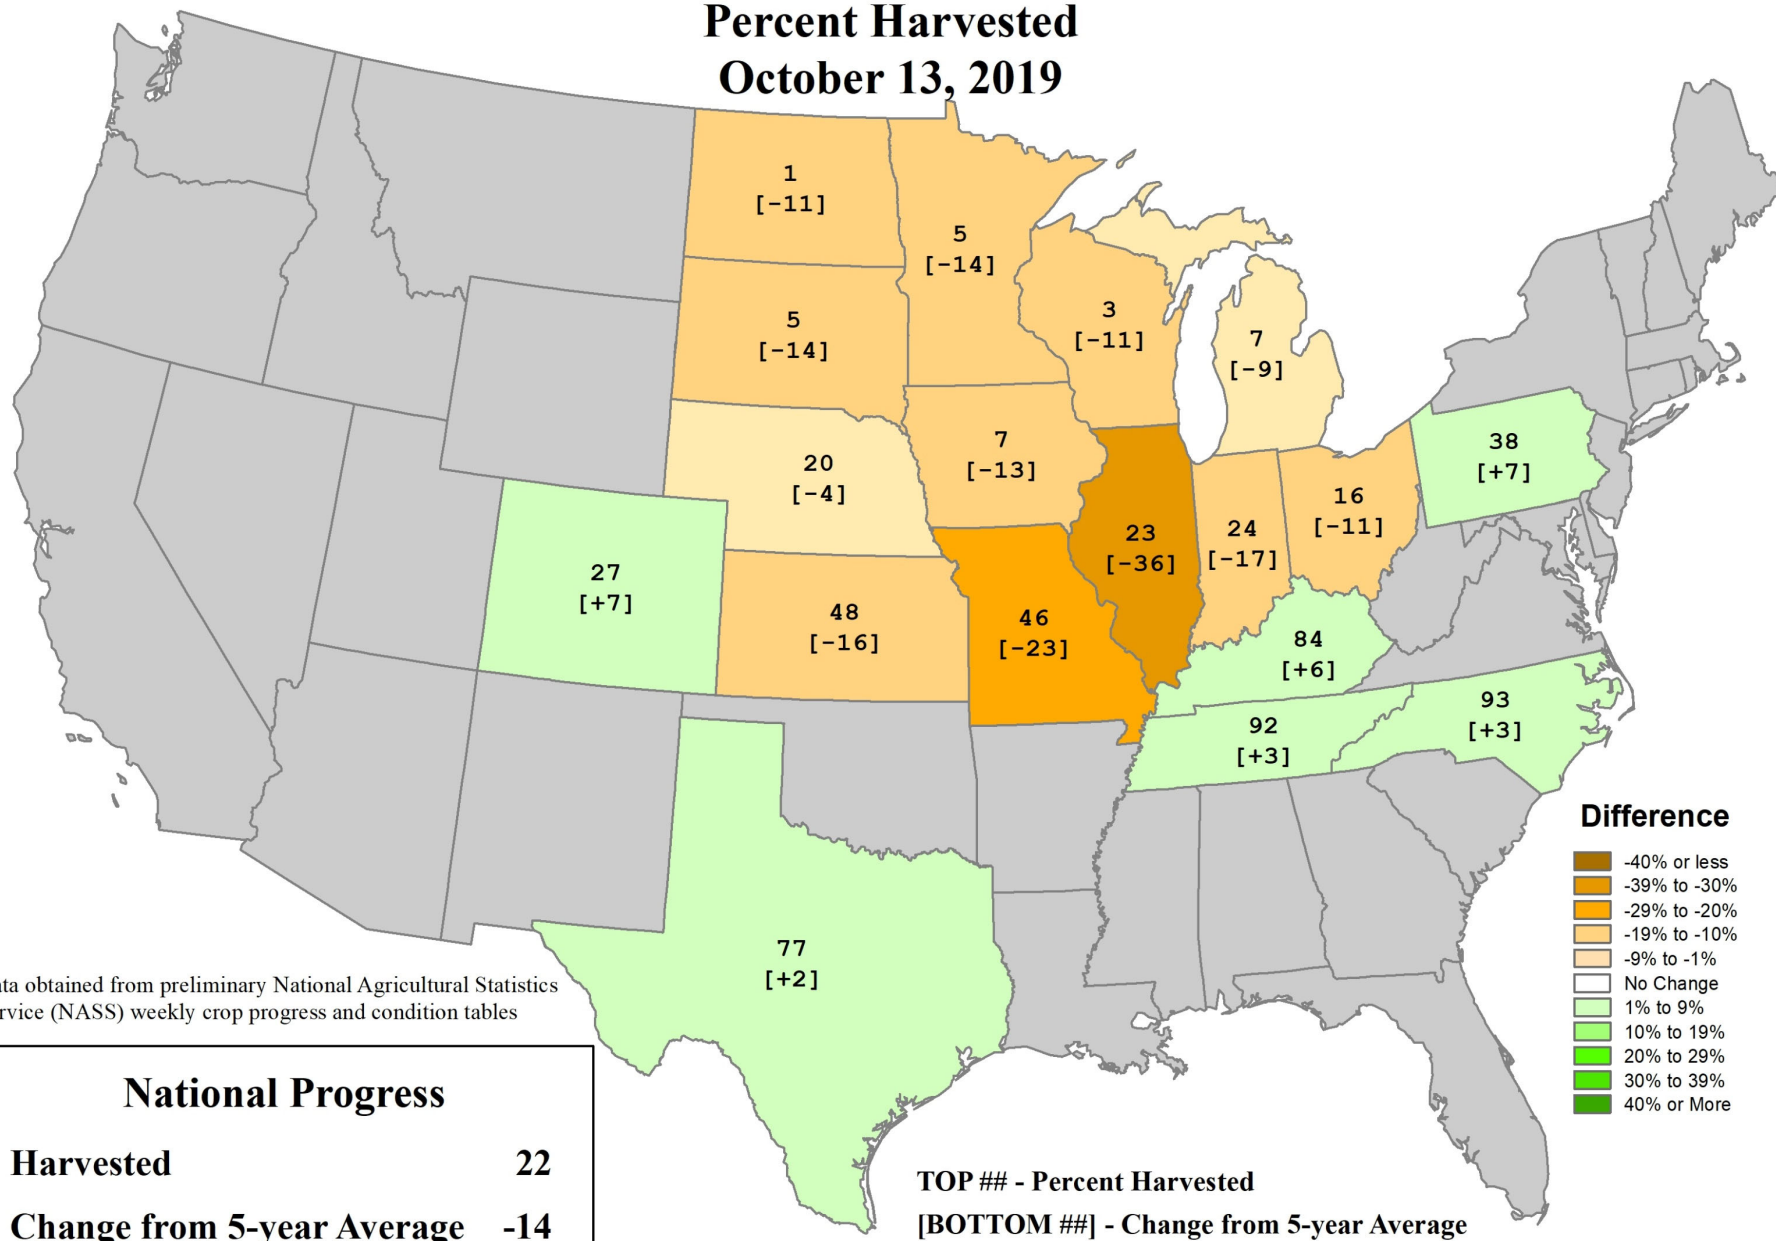 Percent Harvested
October 13, 2019
1
[-11]
5
[-14]
5
[-14]
3
[-11]
7
[-9]
7
[-13]
20
[-4]
38
[+7]
16
[-11]
24
[-17]
23
[-36]
27
[+7]
48
[-16]
46
[-23]
84
[+6]
93
[+3]
92
[+3]
77
[+2]
Difference
-40% or less
-39% to -30%
-29% to -20%
-19% to -10%
-9% to -1%
No Change
1% to 9%
10% to 19%
20% to 29%
30% to 39%
40% or More
ta obtained from preliminary National Agricultural Statistics
rvice (NASS) weekly crop progress and condition tables
National Progress
Harvested 22
Change from 5-year Average -14
TOP ## - Percent Harvested
[BOTTOM ##] - Change from 5-year Average